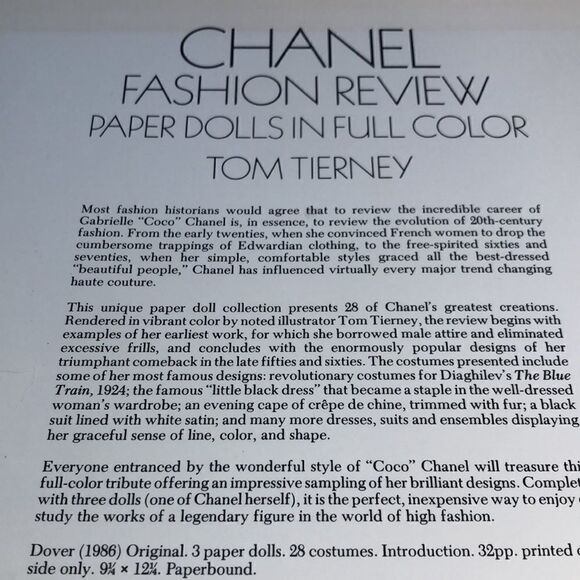 CHANEL
FASHION REVIEW
PAPER DOLLS IN FULL COLOR
TOM TIERNEY
Most fashion historians would agree that to review the incredible career of
Gabrielle "Coco" Chanel is, in essence, to review the evolution of 20th-century
fashion. From the early twenties, when she convinced French women to drop the
cumbersome trappings of Edwardian clothing, to the free-spirited sixties and
seventies, when her simple, comfortable styles graced all the best-dressed
"beautiful people," Chanel has influenced virtually every major trend changing
haute couture.
This unique paper doll collection presents 28 of Chanel's greatest creations.
Rendered in vibrant color by noted illustrator Tom Tierney, the review begins with
examples of her earliest work, for which she borrowed male attire and eliminated
excessive frills, and concludes with the enormously popular designs of her
triumphant comeback in the late fifties and sixties. The costumes presented include
some of her most famous designs: revolutionary costumes for Diaghilev's The Blue
Train, 1924; the famous "little black dress" that became a staple in the well-dressed
woman's wardrobe; an evening cape of crêpe de chine, trimmed with fur; a black
suit lined with white satin; and many more dresses, suits and ensembles displaying
her graceful sense of line, color, and shape.
Everyone entranced by the wonderful style of "Coco" Chanel will treasure thi
full-color tribute offering an impressive sampling of her brilliant designs. Complet
with three dolls (one of Chanel herself), it is the perfect, inexpensive way to enjoy
study the works of a legendary figure in the world of high fashion.
Dover (1986) Original. 3 paper dolls. 28 costumes. Introduction. 32pp. printed
side only. 9¼ × 12¼. Paperbound.